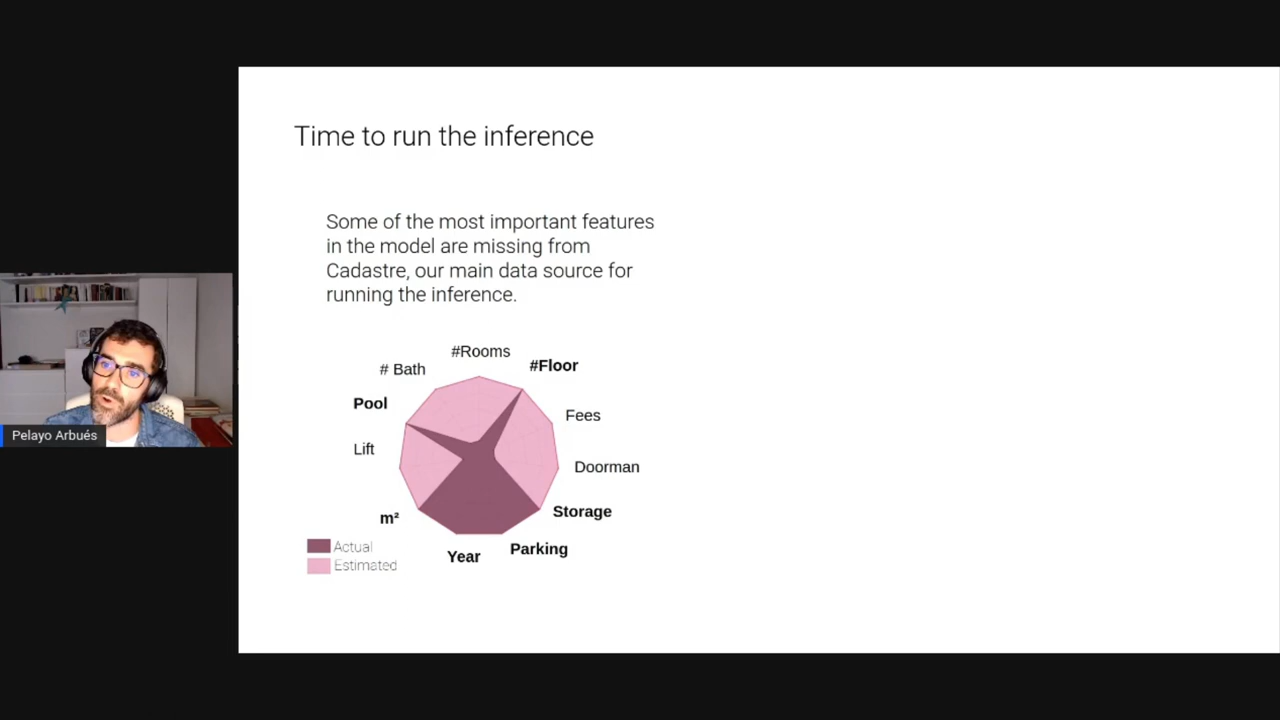 Time to run the inference
Some of the most important features
in the model are missing from
Cadastre, our main data source for
running the inference.
#Rooms
#Floor
# Bath
Pool
Fees
Lift
Doorman
m²
Storage
Year
Parking
Actual
Estimated
Pelayo Arbués